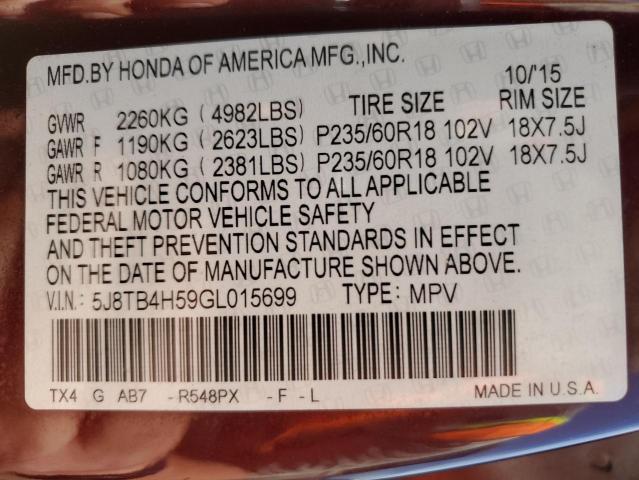 MFD.BY HONDA OF AMERICA MFG.,INC.
10/15
GVWR 2260KG (4982LBS) TIRE SIZE RIM SIZE
GAWR F 1190KG (2623LBS) P235/60R18 102V 18X7.5J
GAWR R 1080KG (2381LBS) P235/60R18 102V 18X7.5J
THIS VEHICLE CONFORMS TO ALL APPLICABLE
FEDERAL MOTOR VEHICLE SAFETY
AND THEFT PREVENTION STANDARDS IN EFFECT
ON THE DATE OF MANUFACTURE SHOWN ABOVE.
V.I.N.: 5J8TB4H59GL015699 TYPE: MPV
TX4 G AB7 -R548PX -F-L MADE IN U.S.A.